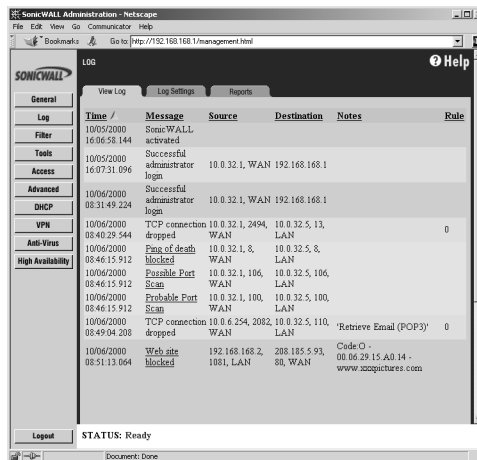 SonicWALL Administration - Netscape
File Edit View Go Communicator Help
Bookmarks Go to: http://192.168.168.1/management.html
SONICWALL
LOG
Help
View Log Log Settings Reports
General
Log
Filter
Tools
Access
Advanced
DHCP
VPN
Anti-Virus
High Availability
Logout
Time / Message Source Destination Notes Rule
10/05/2000 SonicWALL
16:06:58.144 activated
Successful
10/05/2000 administrator 10.0.32.1, WAN 192.168.168.1
16:07:31.096 login
Successful
10/06/2000 administrator 10.0.32.1, WAN 192.168.168.1
08:31:49.224 login
10/06/2000 TCP connection 10.0.32.1, 2494, 10.0.32.5, 13, 0
08:40:29.544 dropped WAN LAN
10/06/2000 Ping of death 10.0.32.1, 8, 10.0.32.5, 8,
08:46:15.912 blocked WAN LAN
10/06/2000 Possible Port 10.0.32.1, 106, 10.0.32.5, 106,
08:46:15.912 Scan WAN LAN
10/06/2000 Probable Port 10.0.32.1, 100, 10.0.32.5, 100,
08:46:15.912 Scan WAN LAN
10/06/2000 TCP connection 10.0.6.254, 2082, 10.0.32.5, 110, 'Retrieve Email (POP3)' 0
08:49:04.208 dropped WAN LAN
10/06/2000 Web site 192.168.168.2, 208.185.5.93, Code:O -
08:51:13.064 blocked 1081, LAN 80, WAN 00.06.29.15.A0.14 -
www.xxxpictures.com
STATUS: Ready
Document: Done